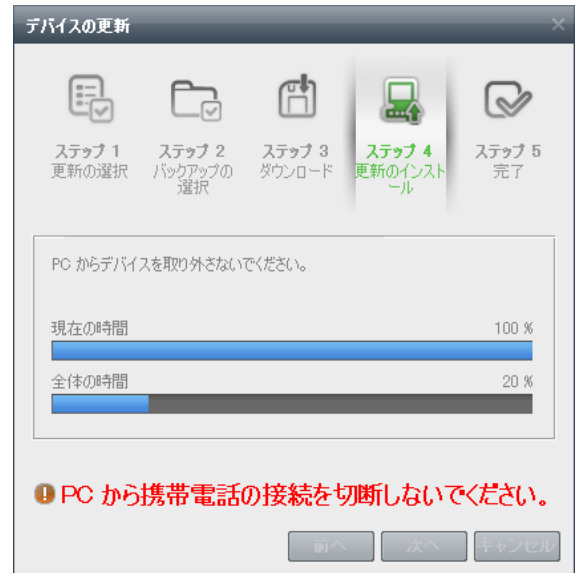 デバイスの更新
ステップ 1
更新の選択
ステップ 2
バックアップの
選択
ステップ 3
ダウンロード
ステップ 4
更新のインスト
ール
ステップ 5
完了
PC からデバイスを取り外さないでください。
現在の時間 100 %
全体の時間 20 %
PC から携帯電話の接続を切断しないでください。
前へ 次へ キャンセル